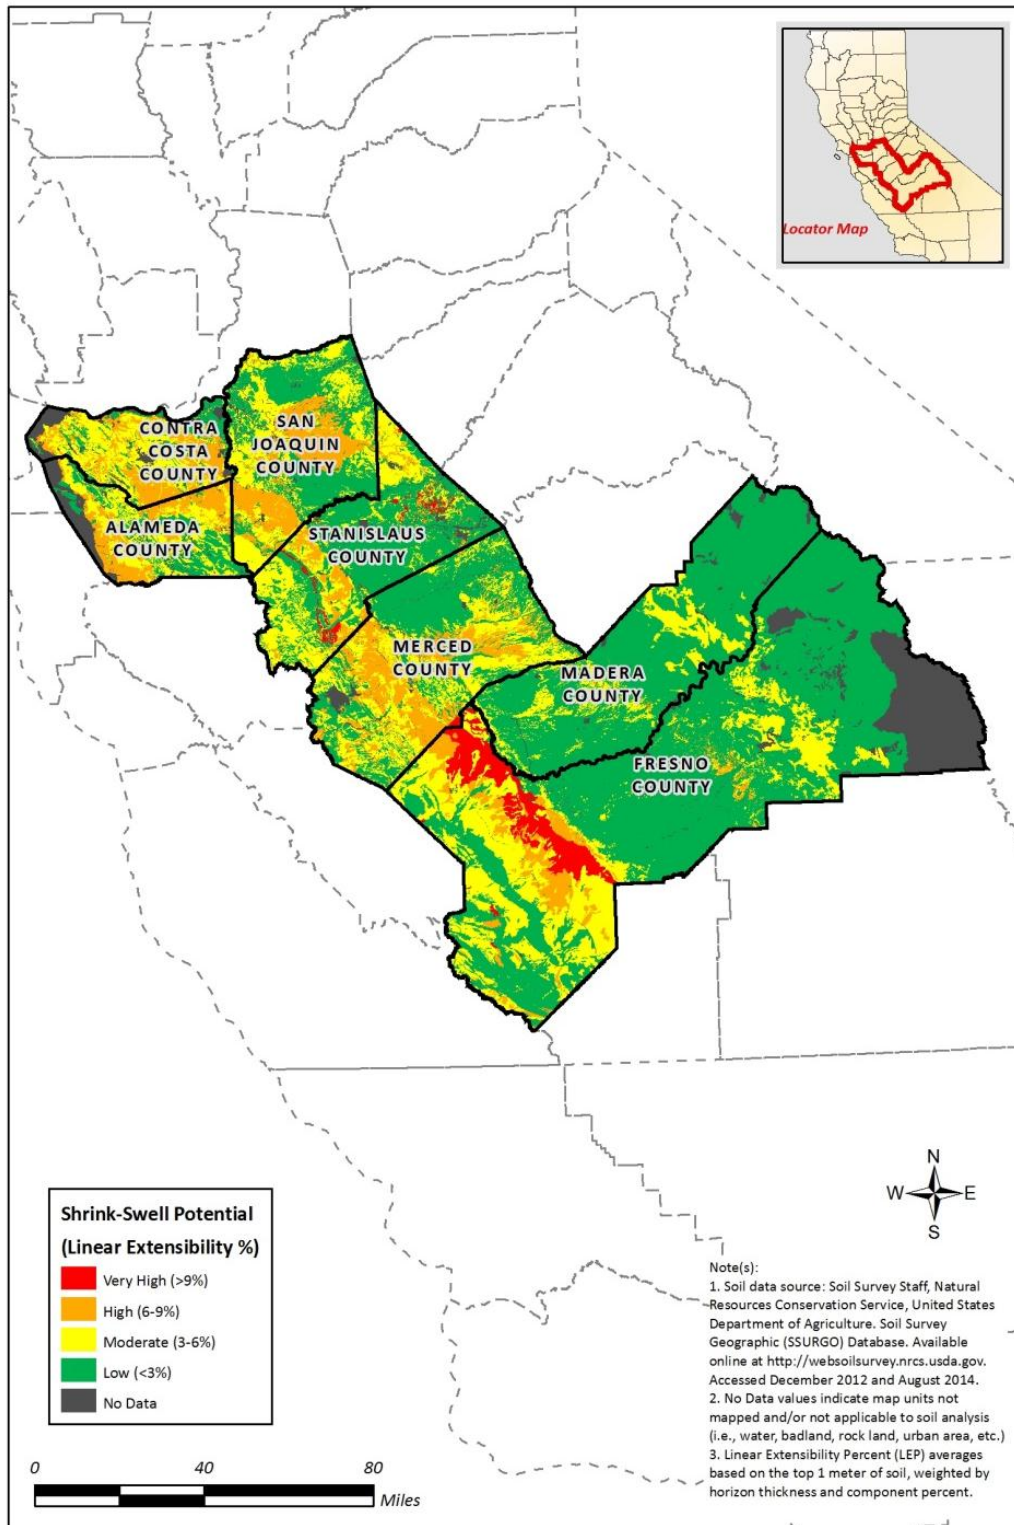 Locator Map
CONTRA
COSTA
COUNTY
SAN
JOAQUIN
COUNTY
ALAMEDA
COUNTY
STANISLAUS
COUNTY
MERCED
COUNTY
MADERA
COUNTY
FRESNO
COUNTY
N
W E
S
Shrink-Swell Potential
(Linear Extensibility %)
Very High (>9%)
High (6-9%)
Moderate (3-6%)
Low (<3%)
No Data
0 40 80
Miles
Note(s):
1. Soil data source: Soil Survey Staff, Natural
Resources Conservation Service, United States
Department of Agriculture. Soil Survey
Geographic (SSURGO) Database. Available
online at http://websoilsurvey.nrcs.usda.gov.
Accessed December 2012 and August 2014.
2. No Data values indicate map units not
mapped and/or not applicable to soil analysis
(i.e., water, badland, rock land, urban area, etc.)
3. Linear Extensibility Percent (LEP) averages
based on the top 1 meter of soil, weighted by
horizon thickness and component percent.